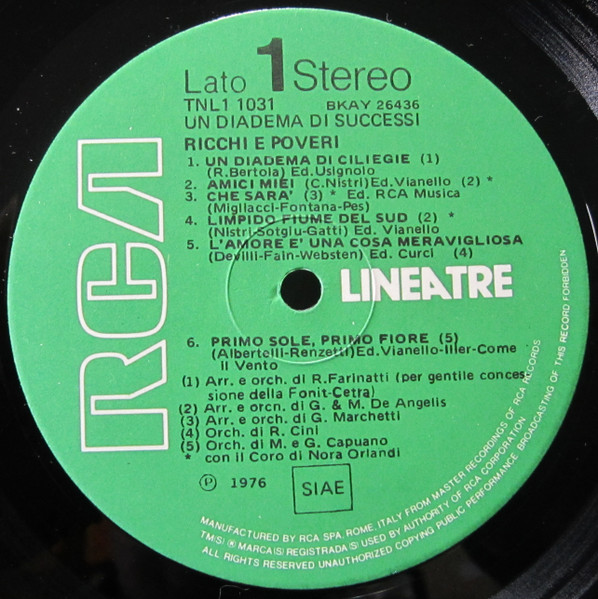 Lato 1 Stereo
TNL1 1031 BKAY 26436
UN DIADEMA DI SUCCESSI
RICCHI E POVERI
1. UN DIADEMA DI CILIEGIE (1)
(R.Bertola) Ed.Usignolo
2. AMICI MIEI (C.Nistri) Ed.Vianello (2) *
3. CHE SARA' (3) * Ed. RCA Musica
(Migliacci-Fontana-Pes)
4. LIMPIDO FIUME DEL SUD (2) *
(Nistri-Sotgiu-Gatti) Ed. Vianello
5. L'AMORE E' UNA COSA MERAVIGLIOSA
(Devilli-Fain-Websten) Ed. Curci (4)
RCA
LINEATRE
6. PRIMO SOLE, PRIMO FIORE (5)
(Albertelli-Renzetti) Ed.Vianello-Iller-Come
il Vento
(1) Arr. e orch. di R.Farinatti (per gentile conces
sione della Fonit-Cetra)
(2) Arr. e orch. di G. & M. De Angelis
(3) Arr. e orch. di G. Marchetti
(4) Orch. di R. Cini
(5) Orch. di M. e G. Capuano
* con il Coro di Nora Orlandi
Ⓟ 1976
SIAE
MANUFACTURED BY RCA SPA, ROME, ITALY FROM MASTER RECORDINGS OF RCA RECORDS
TM(S) ® MARCA(S) REGISTRADA(S) USED BY AUTHORITY OF RCA CORPORATION
ALL RIGHTS RESERVED UNAUTHORIZED COPYING PUBLIC PERFORMANCE BROADCASTING OF THIS RECORD FORBIDDEN